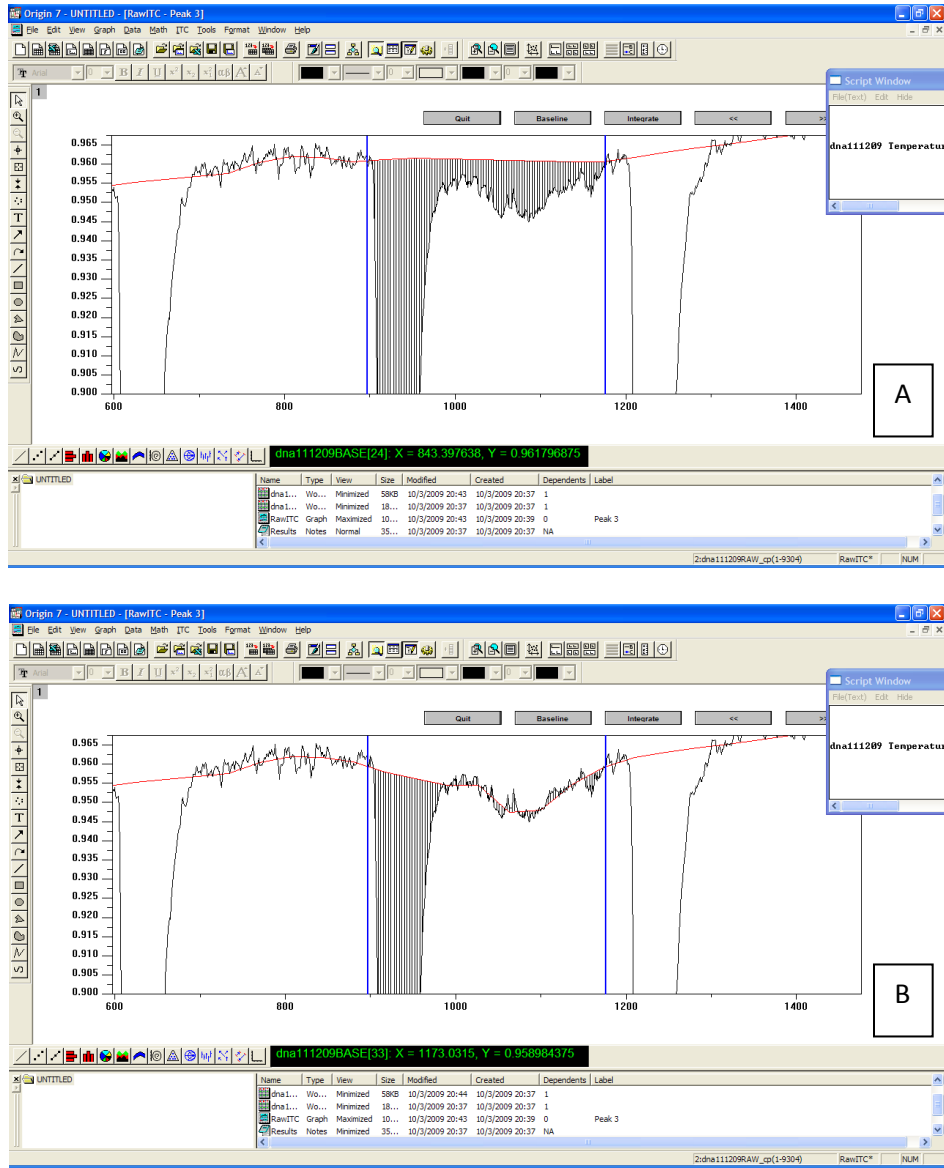 Origin 7 - UNTITLED - [RawITC - Peak 3]
File Edit View Graph Data Math ITC Tools Format Window Help
Arial 0 B I U
1
Quit Baseline Integrate << >>
Script Window
File(Text) Edit Hide
dna111209 Temperatur
0.965
0.960
0.955
0.950
0.945
0.940
0.935
0.930
0.925
0.920
0.915
0.910
0.905
0.900
600 800 1000 1200 1400
A
dna111209BASE[24]: X = 843.397638, Y = 0.961796875
UNTITLED
Name Type View Size Modified Created Dependents Label
dna1... Wo... Minimized 58KB 10/3/2009 20:43 10/3/2009 20:37 1
dna1... Wo... Minimized 18... 10/3/2009 20:37 10/3/2009 20:37 1
RawITC Graph Maximized 10... 10/3/2009 20:43 10/3/2009 20:39 0 Peak 3
Results Notes Normal 35... 10/3/2009 20:37 10/3/2009 20:37 NA
2:dna111209RAW_cp(1-9304) RawITC* NUM
Origin 7 - UNTITLED - [RawITC - Peak 3]
File Edit View Graph Data Math ITC Tools Format Window Help
Arial 0 B I U
1
Quit Baseline Integrate << >>
Script Window
File(Text) Edit Hide
dna111209 Temperatur
0.965
0.960
0.955
0.950
0.945
0.940
0.935
0.930
0.925
0.920
0.915
0.910
0.905
0.900
600 800 1000 1200 1400
B
dna111209BASE[33]: X = 1173.0315, Y = 0.958984375
UNTITLED
Name Type View Size Modified Created Dependents Label
dna1... Wo... Minimized 58KB 10/3/2009 20:44 10/3/2009 20:37 1
dna1... Wo... Minimized 18... 10/3/2009 20:37 10/3/2009 20:37 1
RawITC Graph Maximized 10... 10/3/2009 20:43 10/3/2009 20:39 0 Peak 3
Results Notes Minimized 35... 10/3/2009 20:37 10/3/2009 20:37 NA
2:dna111209RAW_cp(1-9304) RawITC* NUM